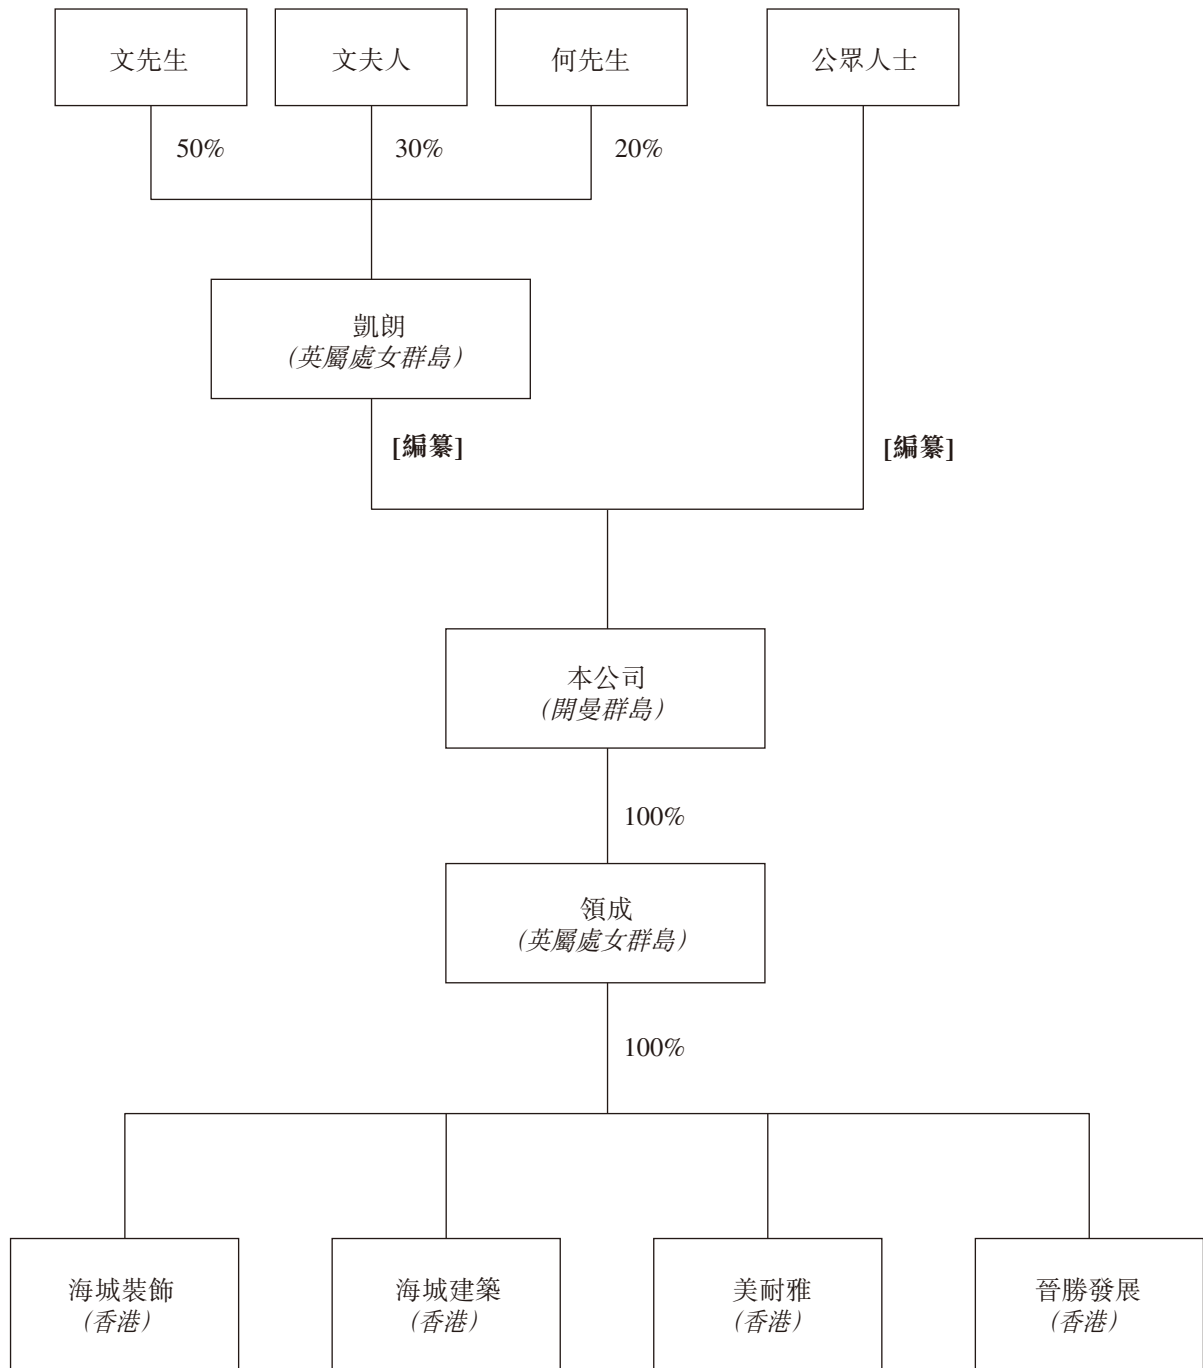 文先生
文夫人
何先生
公眾人士
50%
30%
20%
凱朗
(英屬處女群島)
[編纂]
[編纂]
本公司
(開曼群島)
100%
領成
(英屬處女群島)
100%
海城裝飾
(香港)
海城建築
(香港)
美耐雅
(香港)
晉勝發展
(香港)